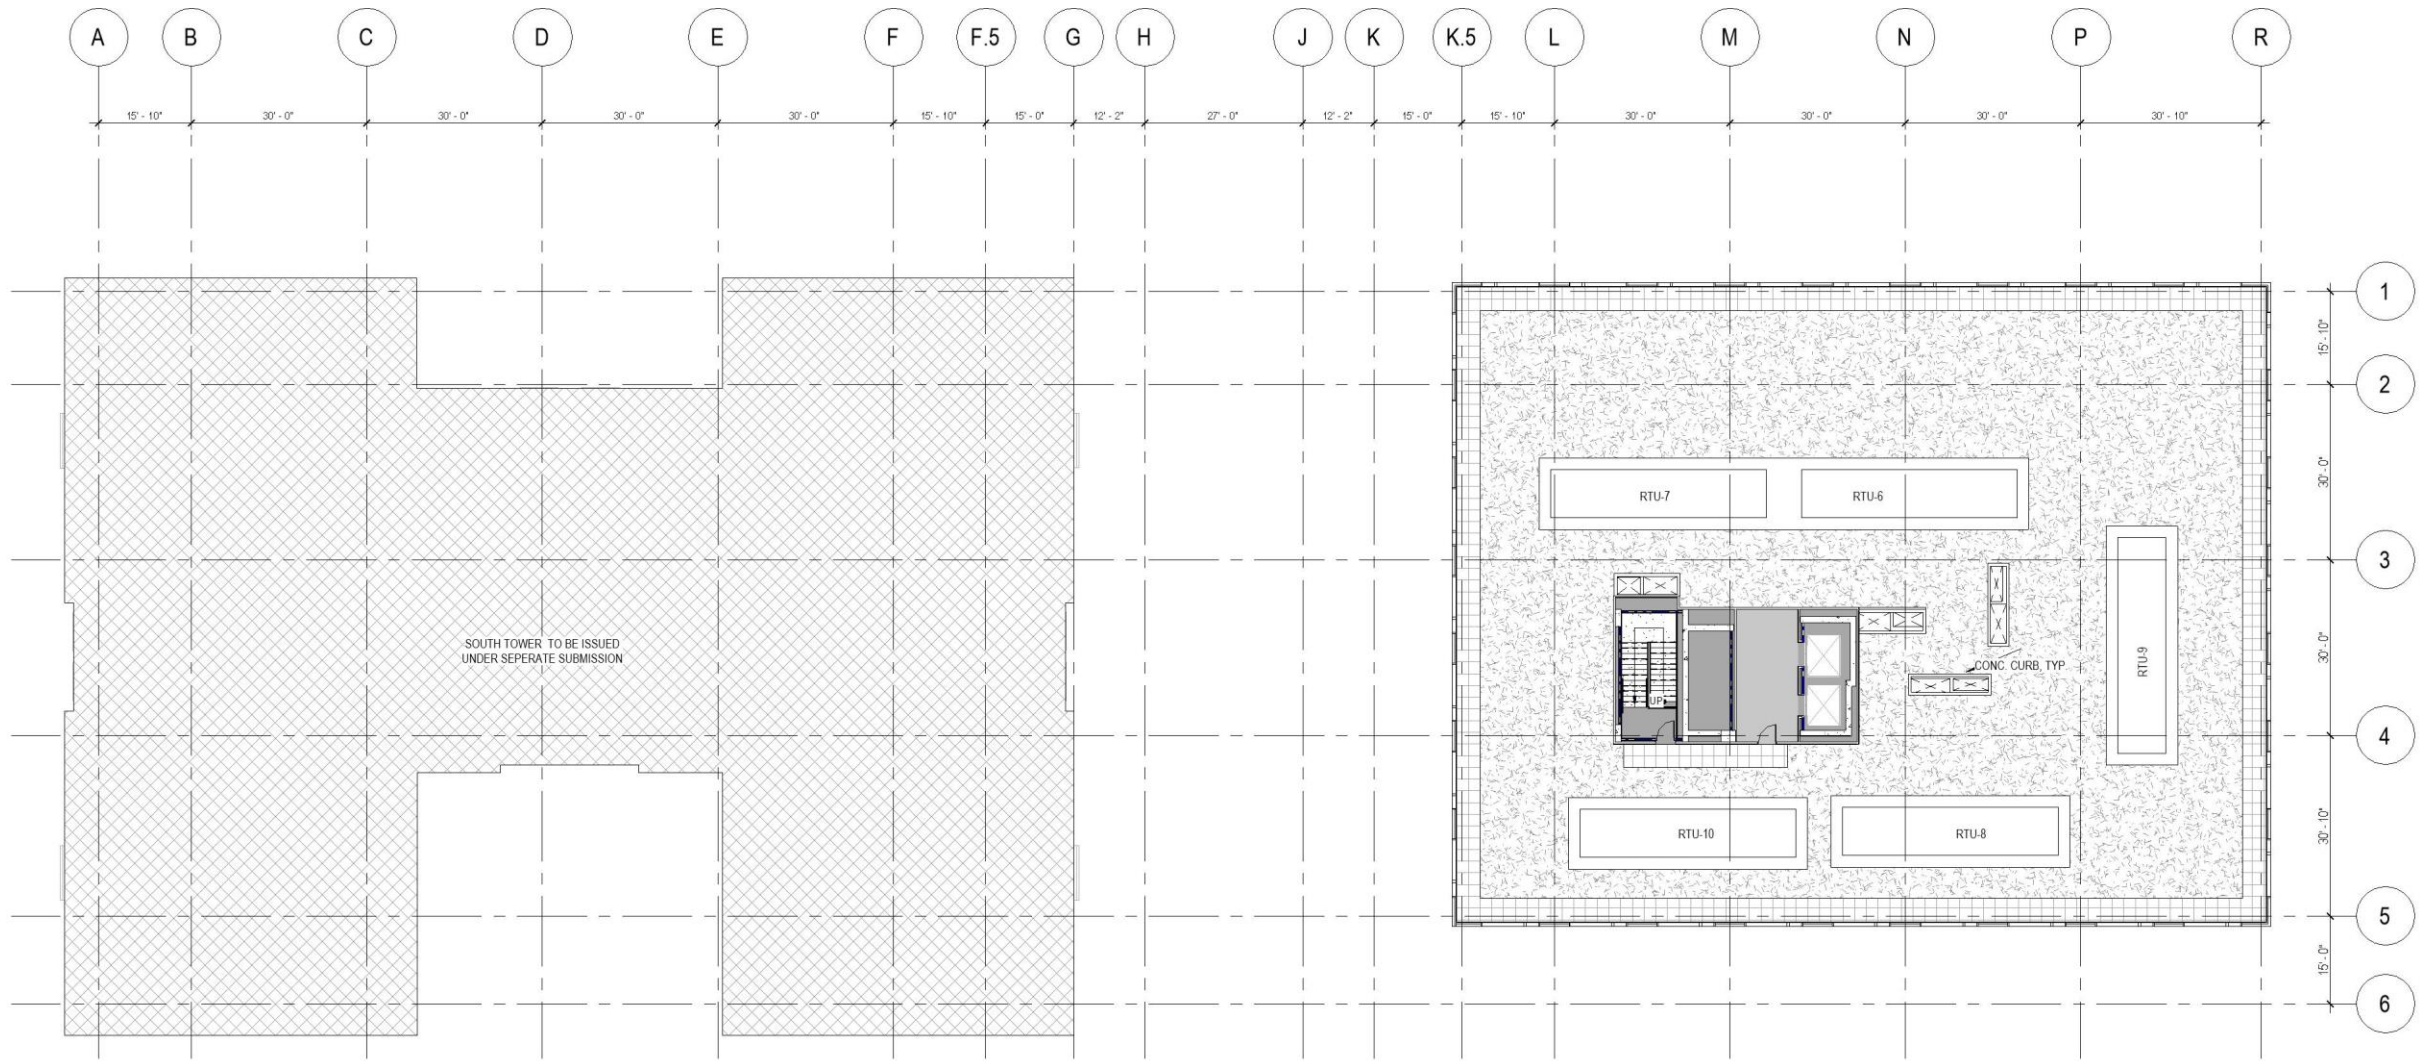 A B C D E F F.5 G H J K K.5 L M N P R
15' - 10" 30' - 0" 30' - 0" 30' - 0" 30' - 0" 15' - 10" 15' - 0" 12' - 2" 27' - 0" 12' - 2" 15' - 0" 15' - 10" 30' - 0" 30' - 0" 30' - 0" 30' - 10"
1
15' - 10"
2
30' - 0"
RTU-7 RTU-6
3
SOUTH TOWER TO BE ISSUED
UNDER SEPERATE SUBMISSION
30' - 0"
CONC. CURB, TYP.
RTU-9
UP
4
30' - 10"
RTU-10 RTU-8
5
15' - 0"
6